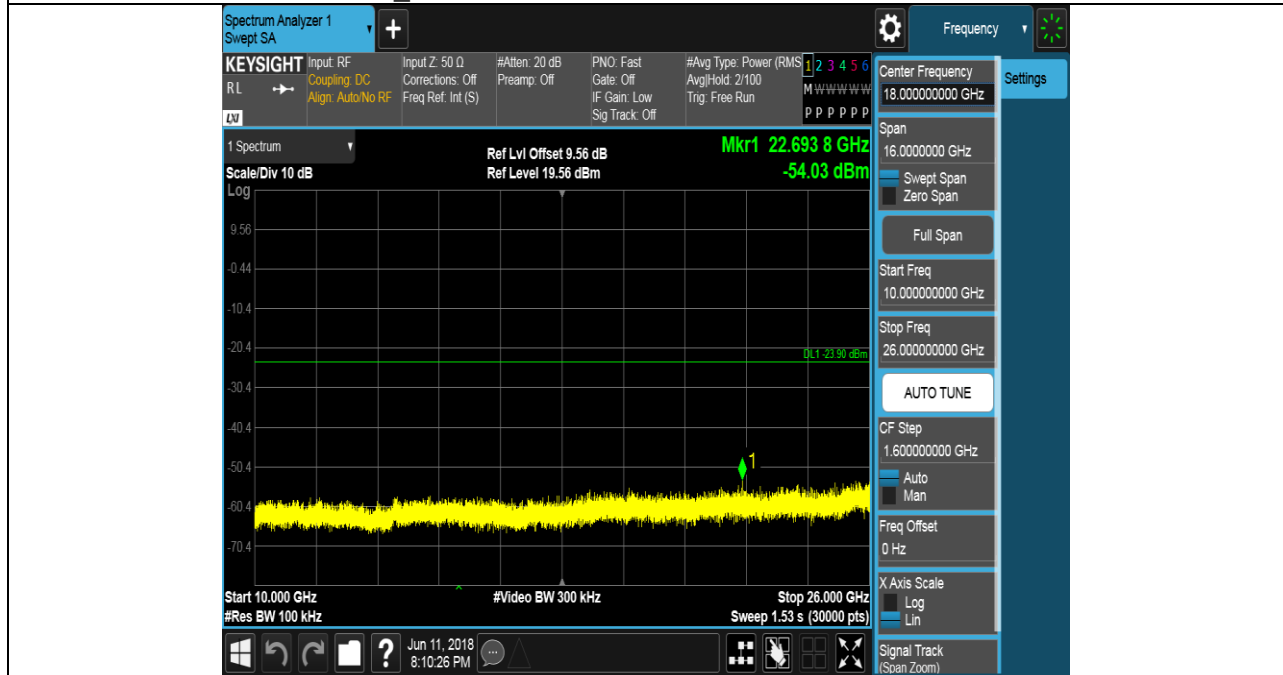 Spectrum Analyzer 1
Swept SA
+
Frequency
KEYSIGHT
RL
LXI
Input: RF
Coupling: DC
Align: Auto/No RF
Input Z: 50 Ω
Corrections: Off
Freq Ref: Int (S)
#Atten: 20 dB
Preamp: Off
PNO: Fast
Gate: Off
IF Gain: Low
Sig Track: Off
#Avg Type: Power (RMS
Avg|Hold: 2/100
Trig: Free Run
1 2 3 4 5 6
M W W W W W
P P P P P P
1 Spectrum
Scale/Div 10 dB
Log
Ref Lvl Offset 9.56 dB
Ref Level 19.56 dBm
Mkr1 22.693 8 GHz
-54.03 dBm
9.56
-0.44
-10.4
-20.4
DL1 -23.90 dBm
-30.4
-40.4
-50.4
1
-60.4
-70.4
Start 10.000 GHz
#Video BW 300 kHz
Stop 26.000 GHz
#Res BW 100 kHz
Sweep 1.53 s (30000 pts)
?
Jun 11, 2018
8:10:26 PM
Center Frequency
18.000000000 GHz
Settings
Span
16.0000000 GHz
Swept Span
Zero Span
Full Span
Start Freq
10.000000000 GHz
Stop Freq
26.000000000 GHz
AUTO TUNE
CF Step
1.600000000 GHz
Auto
Man
Freq Offset
0 Hz
X Axis Scale
Log
Lin
Signal Track
(Span Zoom)